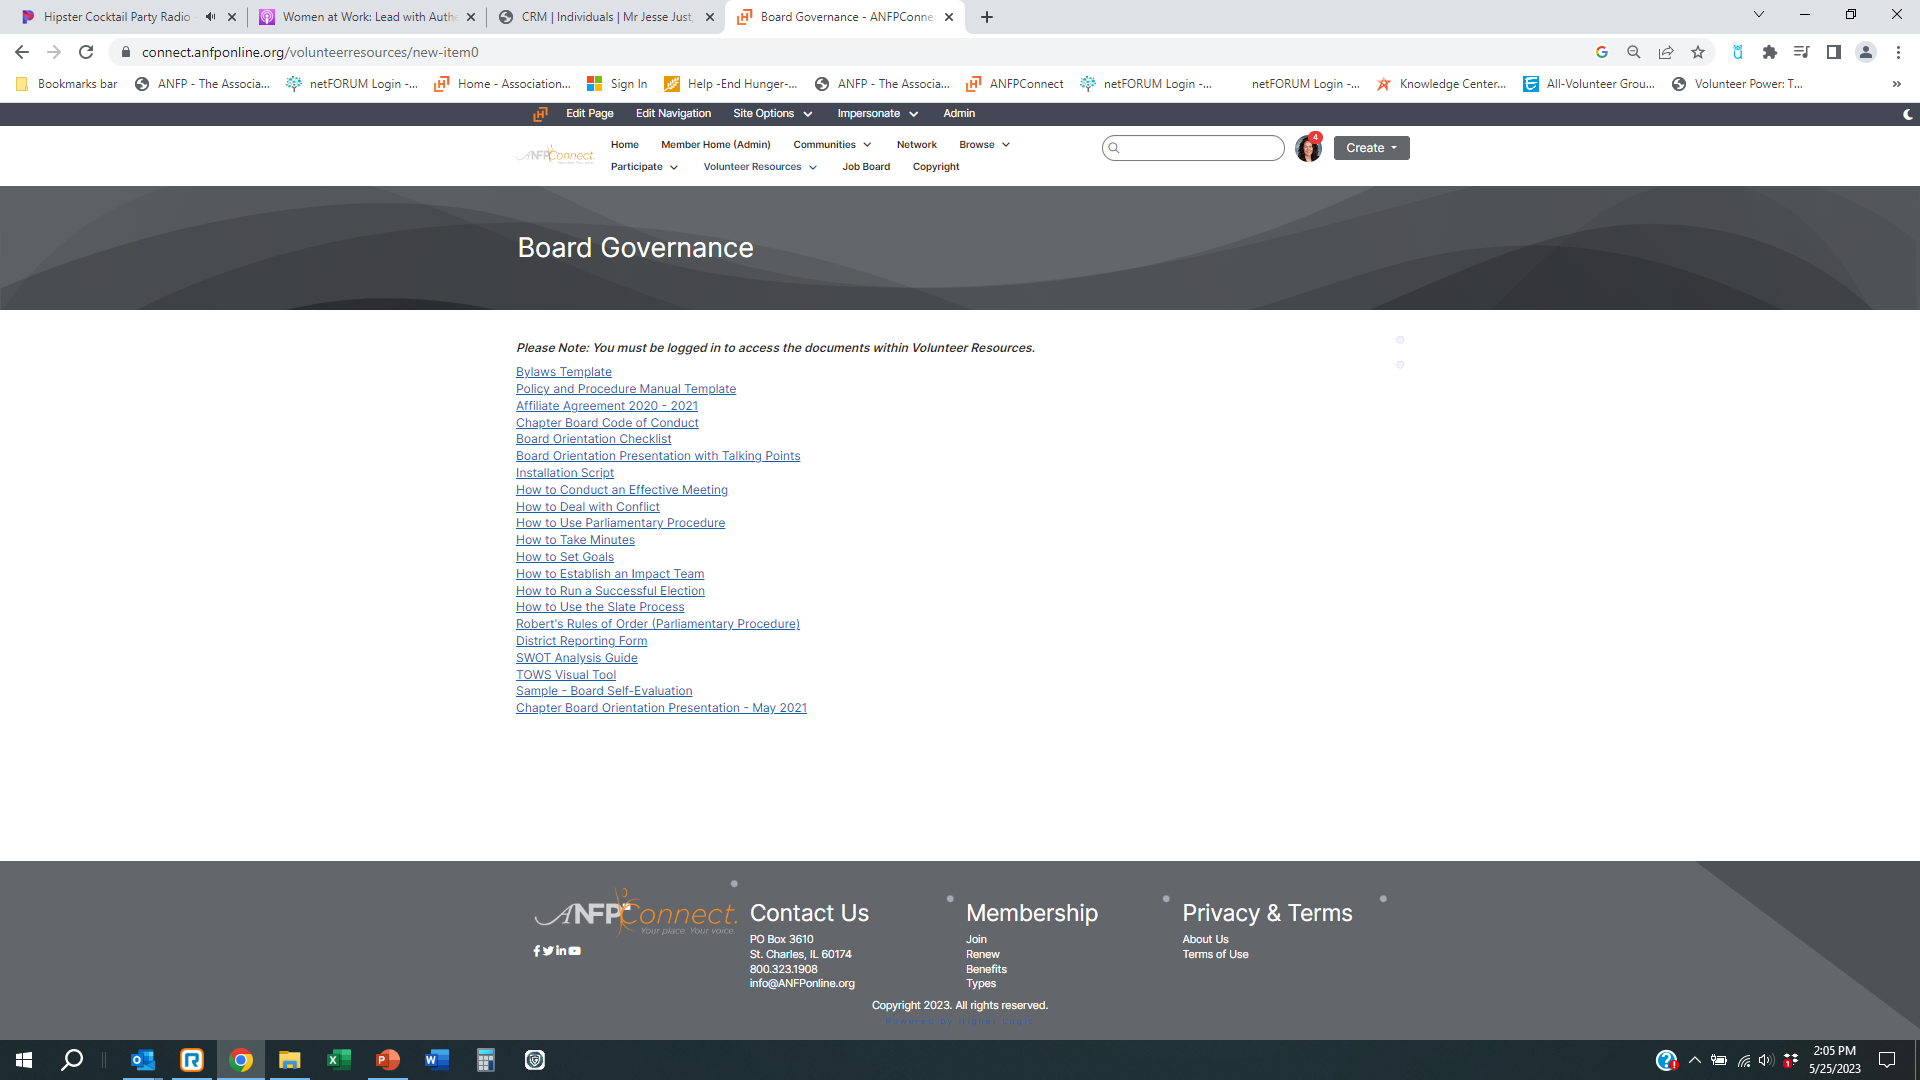 Hipster Cocktail Party Radio
Women at Work: Lead with Authe
CRM | Individuals | Mr Jesse Just
Board Governance - ANFPConne
connect.anfponline.org/volunteerresources/new-item0
Bookmarks bar
ANFP - The Associa...
netFORUM Login -...
Home - Association...
Sign In
Help -End Hunger-...
ANFP - The Associa...
ANFPConnect
netFORUM Login -...
netFORUM Login -...
Knowledge Center...
All-Volunteer Grou...
Volunteer Power: T...
»
Edit Page
Edit Navigation
Site Options
Impersonate
Admin
ANFPConnect
Home
Member Home (Admin)
Communities
Network
Browse
4
Create
Participate
Volunteer Resources
Job Board
Copyright
Board Governance
Please Note: You must be logged in to access the documents within Volunteer Resources.
Bylaws Template
Policy and Procedure Manual Template
Affiliate Agreement 2020 - 2021
Chapter Board Code of Conduct
Board Orientation Checklist
Board Orientation Presentation with Talking Points
Installation Script
How to Conduct an Effective Meeting
How to Deal with Conflict
How to Use Parliamentary Procedure
How to Take Minutes
How to Set Goals
How to Establish an Impact Team
How to Run a Successful Election
How to Use the Slate Process
Robert's Rules of Order (Parliamentary Procedure)
District Reporting Form
SWOT Analysis Guide
TOWS Visual Tool
Sample - Board Self-Evaluation
Chapter Board Orientation Presentation - May 2021
ANFPConnect.
Your place. Your voice.
Contact Us
PO Box 3610
St. Charles, IL 60174
800.323.1908
info@ANFPonline.org
Membership
Join
Renew
Benefits
Types
Privacy & Terms
About Us
Terms of Use
Copyright 2023. All rights reserved.
Powered by Higher Logic
2:05 PM
5/25/2023